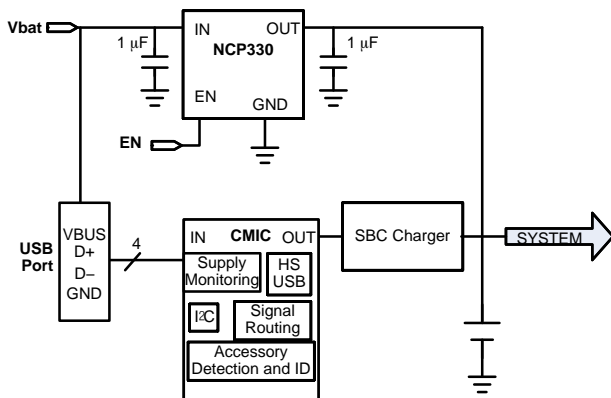 Vbat
1 μF
IN
OUT
NCP330
1 μF
EN
GND
EN
USB
Port
VBUS
D+
D–
GND
4
IN
CMIC
OUT
Supply
Monitoring
HS
USB
I2C
Signal
Routing
Accessory
Detection and ID
SBC Charger
SYSTEM